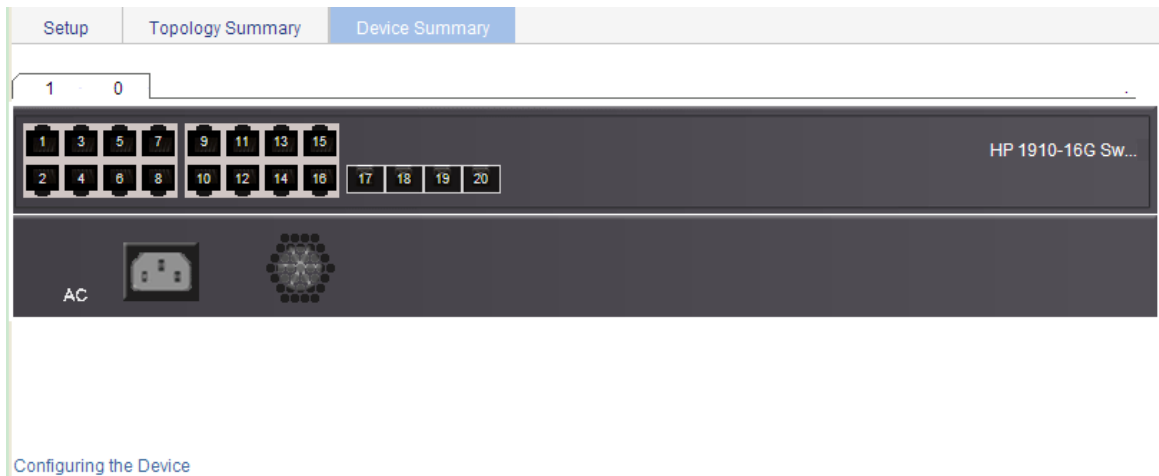 Setup Topology Summary Device Summary
1 0
1 3 5 7 9 11 13 15
HP 1910-16G Sw...
2 4 6 8 10 12 14 16 17 18 19 20
AC
Configuring the Device